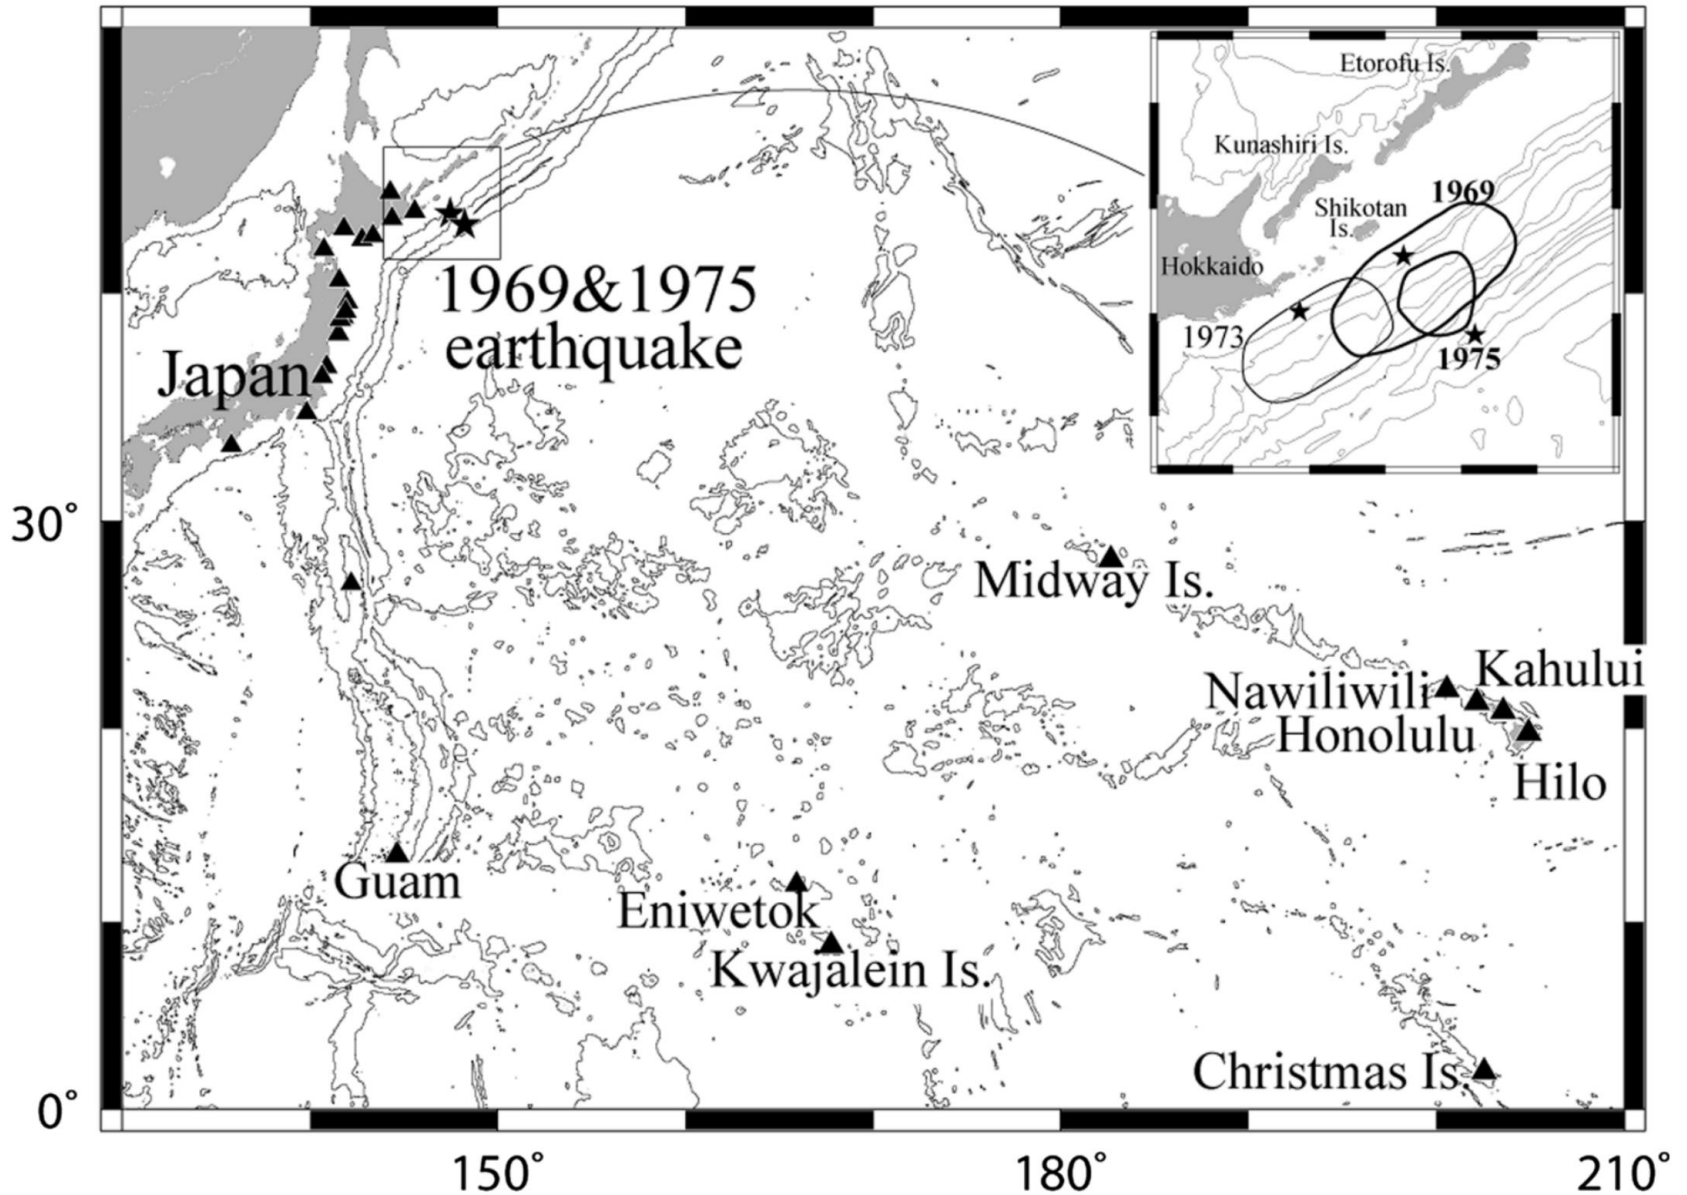 Etorofu Is.
Kunashiri Is.
1969
Shikotan
Is.
Hokkaido
1973
1975
1969&1975
earthquake
Japan
30°
Midway Is.
Kahului
Nawiliwili
Honolulu
Hilo
Guam
Eniwetok
Kwajalein Is.
Christmas Is.
0°
150°
180°
210°